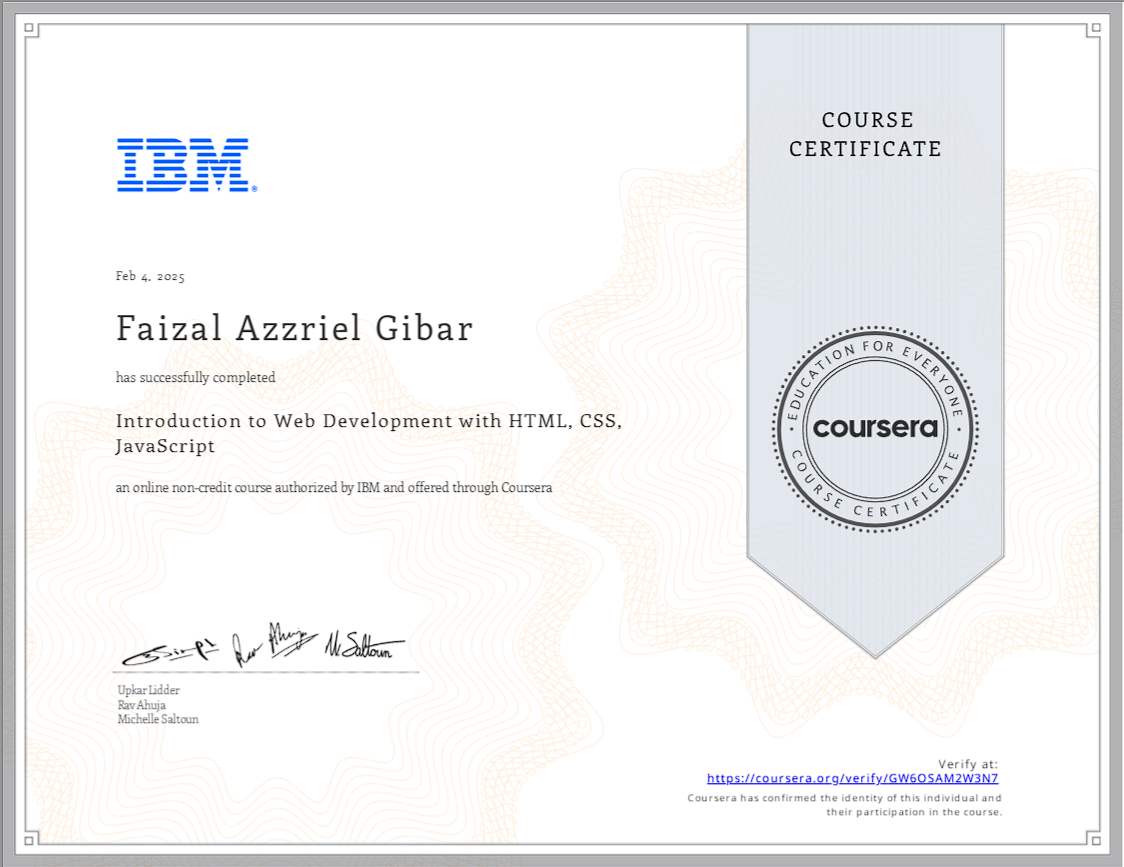 IBM®
COURSE
CERTIFICATE
Feb 4, 2025
Faizal Azzriel Gibar
has successfully completed
Introduction to Web Development with HTML, CSS,
JavaScript
an online non-credit course authorized by IBM and offered through Coursera
EDUCATION FOR EVERYONE
coursera
COURSE CERTIFICATE
M. Saltoun
Upkar Lidder
Rav Ahuja
Michelle Saltoun
Verify at:
https://coursera.org/verify/GW6OSAM2W3N7
Coursera has confirmed the identity of this individual and
their participation in the course.